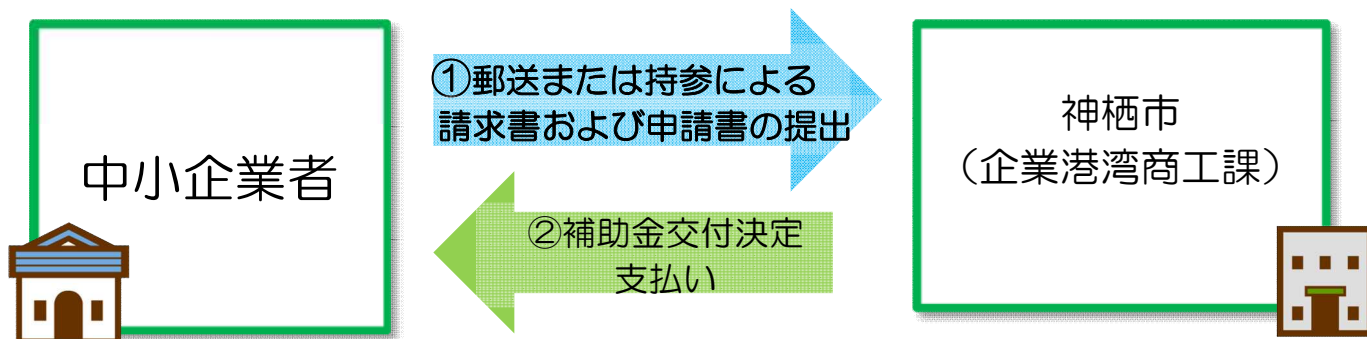 中小企業者
①郵送または持参による
請求書および申請書の提出
②補助金交付決定
支払い
神栖市
（企業港湾商工課）